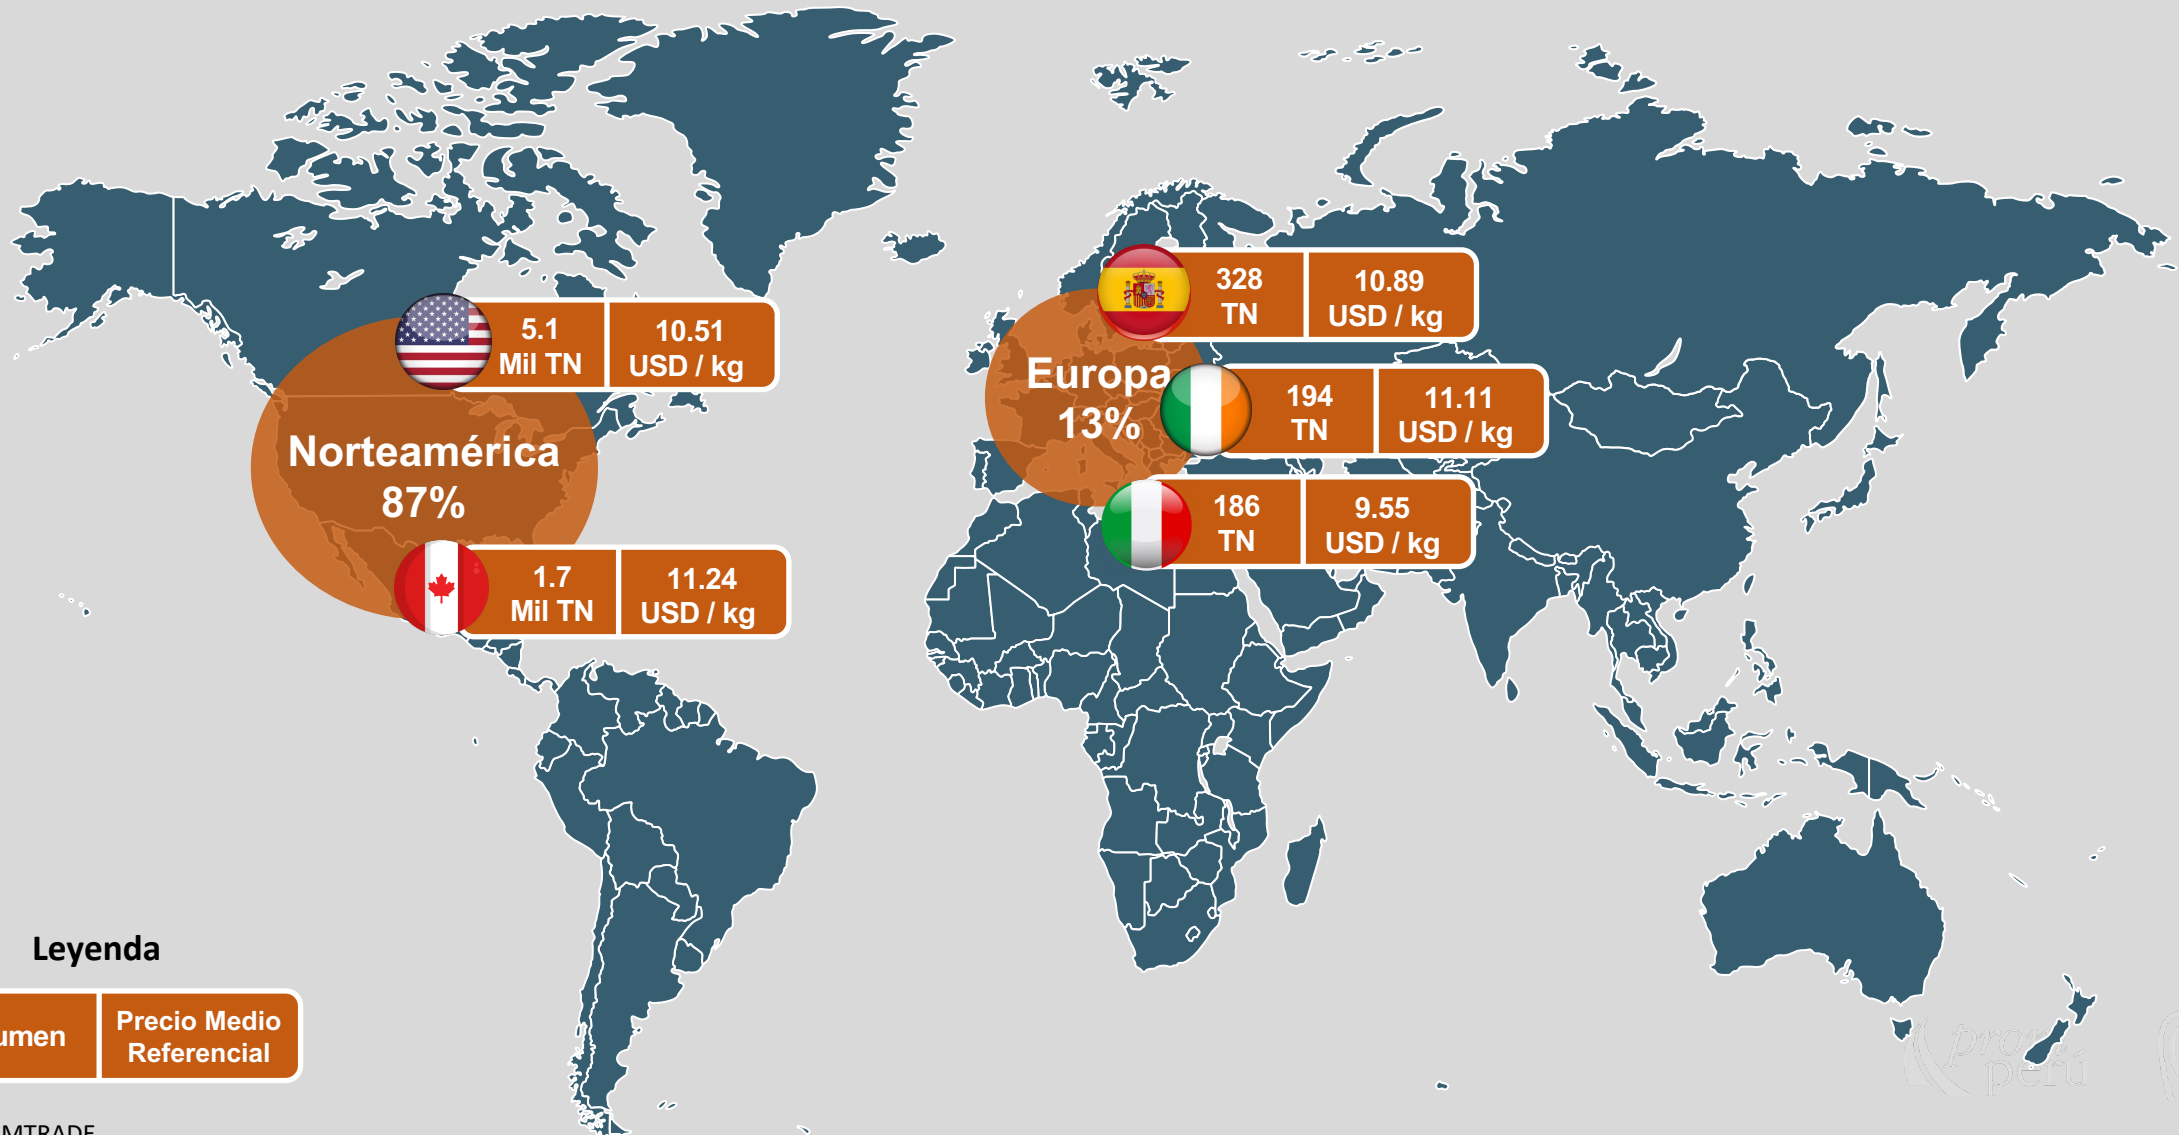 5.1
Mil TN
10.51
USD / kg
Norteamérica
87%
1.7
Mil TN
11.24
USD / kg
328
TN
10.89
USD / kg
Europa
13%
194
TN
11.11
USD / kg
186
TN
9.55
USD / kg
Leyenda
umen
Precio Medio
Referencial
MTRADE
perú